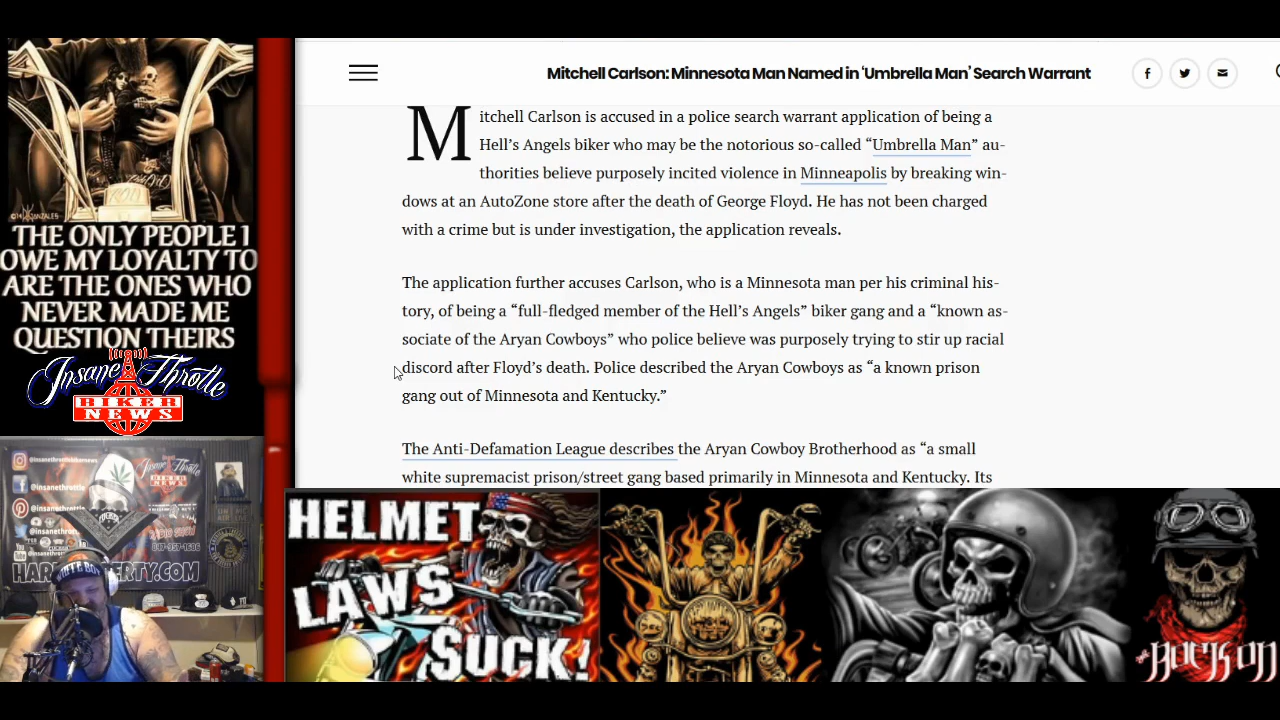 Mitchell Carlson: Minnesota Man Named in ‘Umbrella Man’ Search Warrant
Mitchell Carlson is accused in a police search warrant application of being a
Hell’s Angels biker who may be the notorious so-called “Umbrella Man” au-
thorities believe purposely incited violence in Minneapolis by breaking win-
dows at an AutoZone store after the death of George Floyd. He has not been charged
with a crime but is under investigation, the application reveals.
The application further accuses Carlson, who is a Minnesota man per his criminal his-
tory, of being a “full-fledged member of the Hell’s Angels” biker gang and a “known as-
sociate of the Aryan Cowboys” who police believe was purposely trying to stir up racial
discord after Floyd’s death. Police described the Aryan Cowboys as “a known prison
gang out of Minnesota and Kentucky.”
The Anti-Defamation League describes the Aryan Cowboy Brotherhood as “a small
white supremacist prison/street gang based primarily in Minnesota and Kentucky. Its
THE ONLY PEOPLE I
OWE MY LOYALTY TO
ARE THE ONES WHO
NEVER MADE ME
QUESTION THEIRS
Insane Throttle
BIKER
NEWS
@insanethrottlebikernews
@insanethrottle
WHITE BOY
HELMET
LAWS
SUCK!